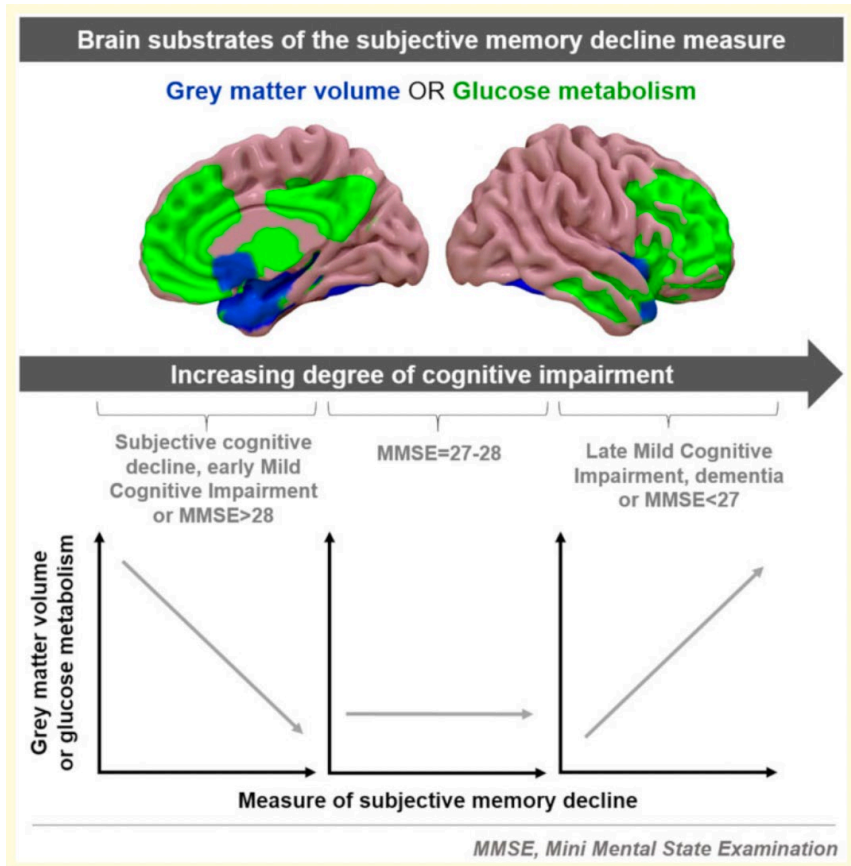 Brain substrates of the subjective memory decline measure
Grey matter volume OR Glucose metabolism
Increasing degree of cognitive impairment
Subjective cognitive
decline, early Mild
Cognitive Impairment
or MMSE>28
MMSE=27-28
Late Mild Cognitive
Impairment, dementia
or MMSE<27
Grey matter volume
or glucose metabolism
Measure of subjective memory decline
MMSE, Mini Mental State Examination